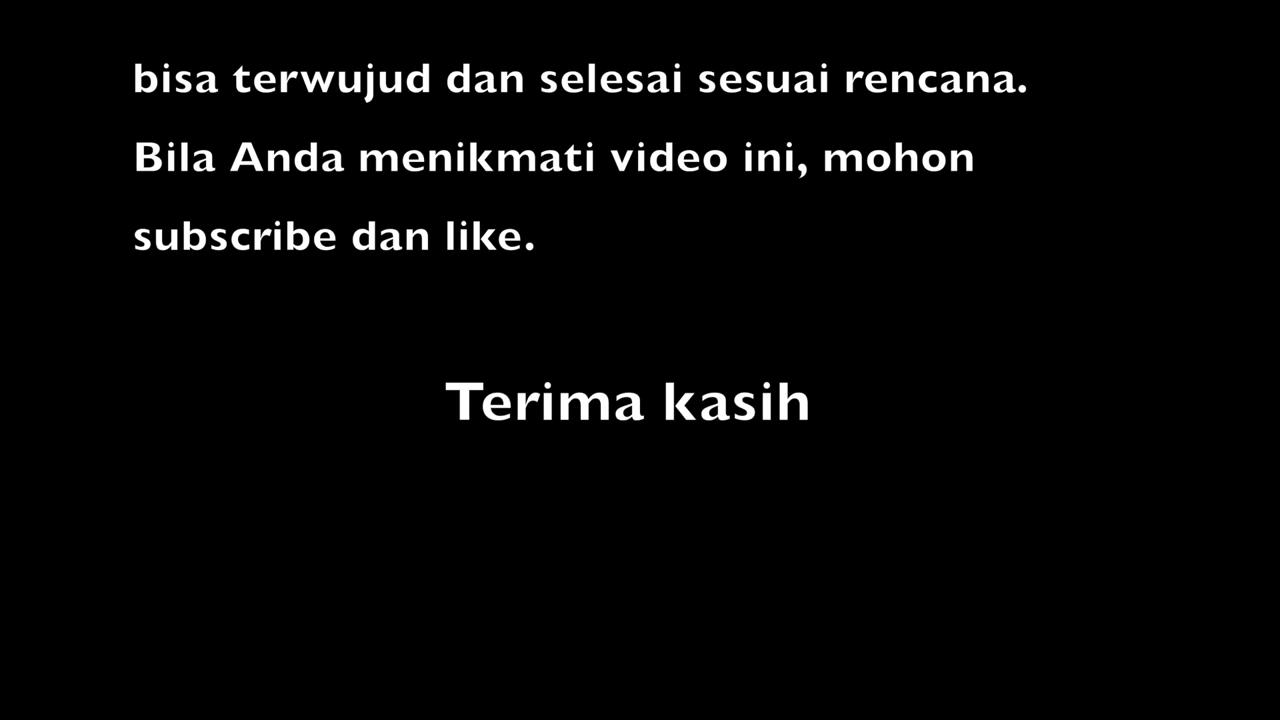 bisa terwujud dan selesai sesuai rencana.
Bila Anda menikmati video ini, mohon
subscribe dan like.
Terima kasih